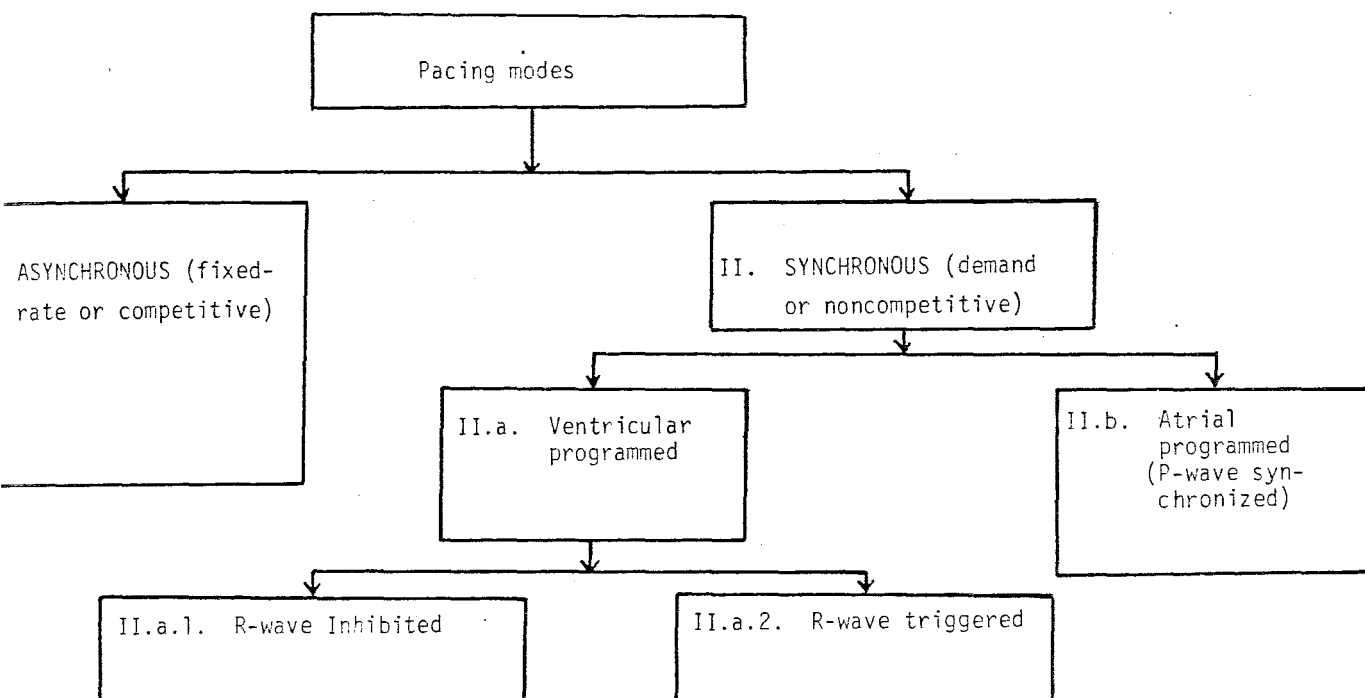 Pacing modes
ASYNCHRONOUS (fixed-
rate or competitive)
II. SYNCHRONOUS (demand
or noncompetitive)
II.a. Ventricular
programmed
II.b. Atrial
programmed
(P-wave syn-
chronized)
II.a.1. R-wave Inhibited
II.a.2. R-wave triggered